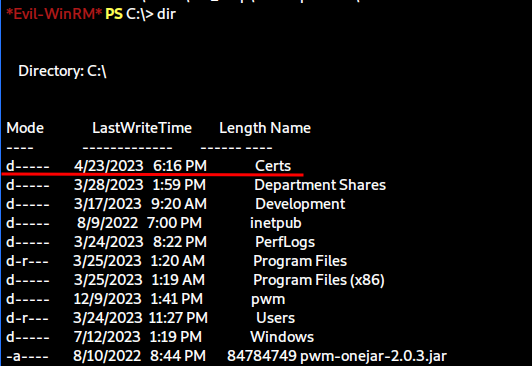 *Evil-WinRM* PS C:\> dir
Directory: C:\
Mode LastWriteTime Length Name
---- ------------- ------ ----
d----- 4/23/2023 6:16 PM Certs
d----- 3/28/2023 1:59 PM Department Shares
d----- 3/17/2023 9:20 AM Development
d----- 8/9/2022 7:00 PM inetpub
d----- 3/24/2023 8:22 PM PerfLogs
d-r--- 3/25/2023 1:20 AM Program Files
d----- 3/25/2023 1:19 AM Program Files (x86)
d----- 12/9/2023 1:41 PM pwm
d-r--- 3/24/2023 11:27 PM Users
d----- 7/12/2023 1:19 PM Windows
-a---- 8/10/2022 8:44 PM 84784749 pwm-onejar-2.0.3.jar